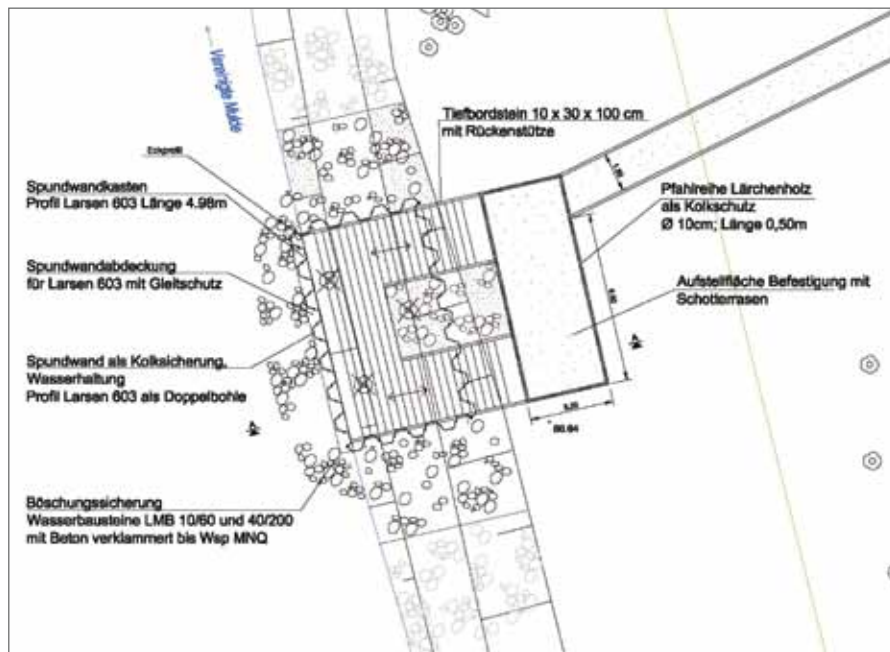 Vereinigte Mulde
Tiefbordstein 10 x 30 x 100 cm
mit Rückenstütze
Eckprofil
Spundwandkasten
Profil Larsen 603 Länge 4.98m
Pfahlreihe Lärchenholz
als Kolkschutz
Ø 10cm; Länge 0,50m
Spundwandabdeckung
für Larsen 603 mit Gleitschutz
Aufstellfläche Befestigung mit
Schotterrasen
Spundwand als Kolksicherung,
Wasserhaltung
Profil Larsen 603 als Doppelbohle
Böschungssicherung
Wasserbausteine LMB 10/60 und 40/200
mit Beton verklammert bis Wsp MNQ